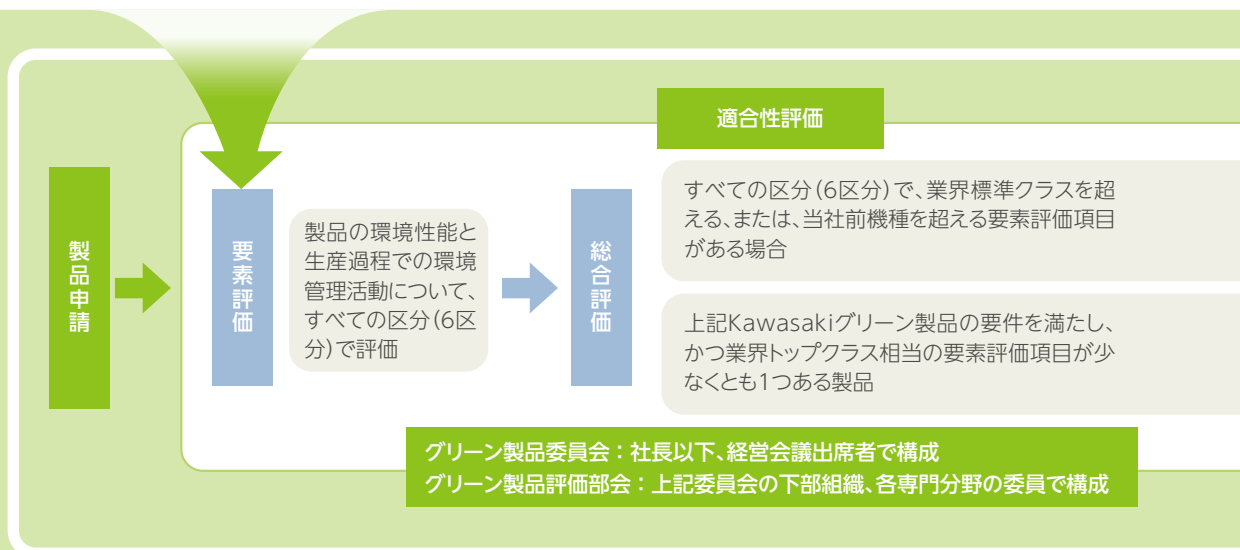 適合性評価
製品申請
要素評価
製品の環境性能と
生産過程での環境
管理活動について、
すべての区分(6区
分)で評価
総合評価
すべての区分(6区分)で、業界標準クラスを超
える、または、当社前機種を超える要素評価項目
がある場合
上記Kawasakiグリーン製品の要件を満たし、
かつ業界トップクラス相当の要素評価項目が少
なくとも1つある製品
グリーン製品委員会：社長以下、経営会議出席者で構成
グリーン製品評価部会：上記委員会の下部組織、各専門分野の委員で構成